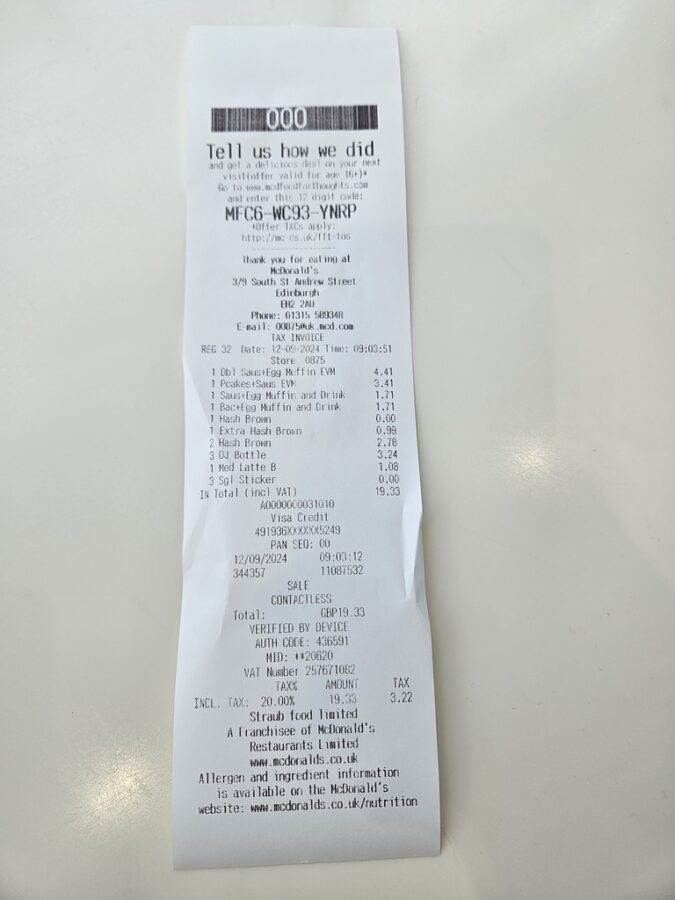 000
Tell us how we did
and get a delicious deal on your next
visit(offer valid for age 16+)*
Go to www.mcdfoodforthoughts.com
and enter this 12 digit code:
MFC6-WC93-YNRP
*Offer T&Cs apply:
http://mc-ds.uk/fft-tos
Thank you for eating at
McDonald's
3/9 South St Andrew Street
Edinburgh
EH2 2AU
Phone: 01315 589348
E-mail: 00875@uk.mcd.com
TAX INVOICE
REG 32 Date: 12-09-2024 Time: 09:03:51
Store 0875
1 Dbl Saus+Egg Muffin EVM 4.41
1 Pcakes+Saus EVM 3.41
1 Saus+Egg Muffin and Drink 1.71
1 Bac+Egg Muffin and Drink 1.71
1 Hash Brown 0.00
1 Extra Hash Brown 0.99
2 Hash Brown 2.78
3 OJ Bottle 3.24
1 Med Latte B 1.08
3 Sgl Sticker 0.00
IN Total (incl VAT) 19.33
A0000000031010
Visa Credit
491936XXXXXX5249
PAN SEQ: 00
12/09/2024 09:03:12
344357 11087532
SALE
CONTACTLESS
Total: GBP19.33
VERIFIED BY DEVICE
AUTH CODE: 436591
MID: **20620
VAT Number 257671082
TAX% AMOUNT TAX
INCL. TAX: 20.00% 19.33 3.22
Straub food limited
A Franchisee of McDonald's
Restaurants Limited
www.mcdonalds.co.uk
Allergen and ingredient information
is available on the McDonald's
website: www.mcdonalds.co.uk/nutrition